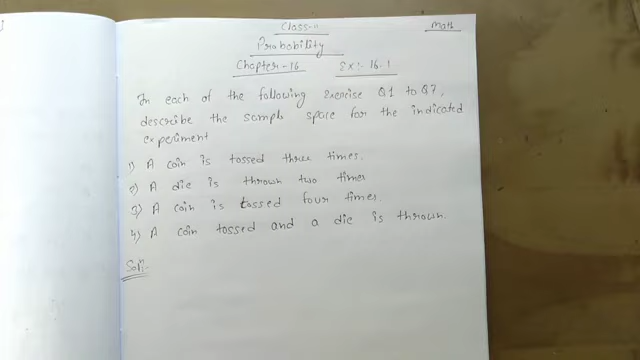 Class-11
Math
Probability
Chapter-16 Ex:- 16.1
In each of the following Exercise Q1 to Q7,
describe the sample space for the indicated
experiment
1) A coin is tossed three times.
2) A die is thrown two times
3) A coin is tossed four times.
4) A coin tossed and a die is thrown.
Soln.